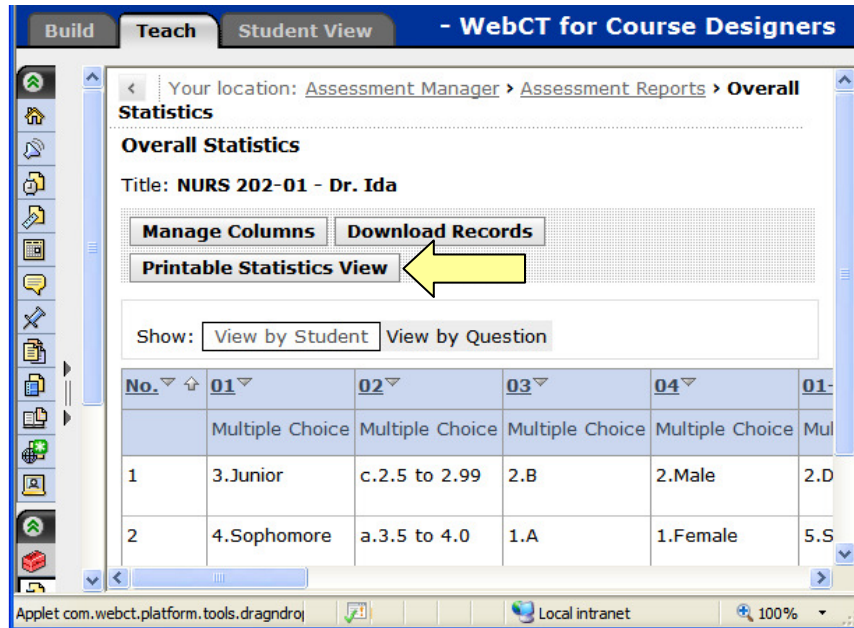 Build Teach Student View - WebCT for Course Designers
Your location: Assessment Manager › Assessment Reports › Overall
Statistics
Overall Statistics
Title: NURS 202-01 - Dr. Ida
Manage Columns Download Records
Printable Statistics View
Show: View by Student View by Question
No. 01 02 03 04 01-
Multiple Choice Multiple Choice Multiple Choice Multiple Choice Mul
1 3.Junior c.2.5 to 2.99 2.B 2.Male 2.D
2 4.Sophomore a.3.5 to 4.0 1.A 1.Female 5.S
Applet com.webct.platform.tools.dragndro Local intranet 100%